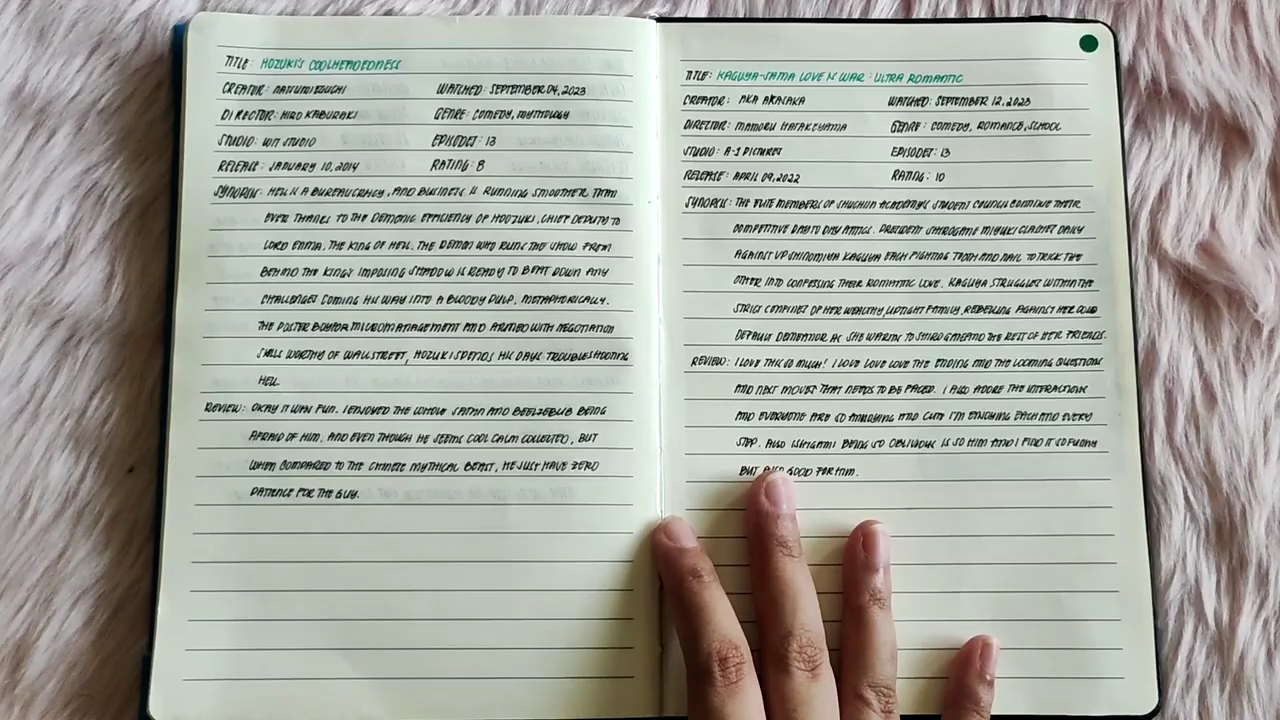 TITLE: HOZUKI'S COOLHEADEDNESS
CREATOR: NATSUMI EGUCHI WATCHED: SEPTEMBER 04, 2023
DIRECTOR: HIRO KABURAKI GENRE: COMEDY, MYTHOLOGY
STUDIO: WIT STUDIO EPISODES: 13
RELEASE: JANUARY 10, 2014 RATING: 8
SYNOPSIS: HELL IS A BUREAUCRACY, AND BUSINESS IS RUNNING SMOOTHER THAN
EVER THANKS TO THE DEMONIC EFFICIENCY OF HOZUKI, CHIEF DEPUTY TO
LORD ENMA, THE KING OF HELL. THE DEMON WHO RUNS THE SHOW FROM
BEHIND THE KINGS IMPOSING SHADOW IS READY TO BEAT DOWN ANY
CHALLENGES COMING HIS WAY INTO A BLOODY PULP. METAPHORICALLY.
THE POSTER BOY FOR MICROMANAGEMENT AND ARMED WITH NEGOTIATION
SKILLS WORTHY OF WALLSTREET, HOZUKI SPENDS HIS DAYS TROUBLESHOOTING
HELL.
REVIEW: OKAY IT WAS FUN. I ENJOYED THE WHOLE SATAN AND BEELZEBUB BEING
AFRAID OF HIM, AND EVEN THOUGH HE SEEMS COOL CALM COLLECTED, BUT
WHEN COMPARED TO THE CHINESE MYTHICAL BEAST, HE JUST HAVE ZERO
PATIENCE FOR THE GUY.
TITLE: KAGUYA-SAMA LOVE IS WAR: ULTRA ROMANTIC
CREATOR: AKA AKASAKA WATCHED: SEPTEMBER 12, 2023
DIRECTOR: MAMORU HATAKEYAMA GENRE: COMEDY, ROMANCE, SCHOOL
STUDIO: A-1 PICTURES EPISODES: 13
RELEASE: APRIL 09, 2022 RATING: 10
SYNOPSIS: THE ELITE MEMBERS OF SHUCHIIN ACADEMY'S STUDENT COUNCIL CONTINUE THEIR
COMPETITIVE DAY TO DAY ANTICS. PRESIDENT SHIROGANE MIYUKI CLASHES DAILY
AGAINST VP SHINOMIYA KAGUYA EACH FIGHTING TOOTH AND NAIL TO TRICK THE
OTHER INTO CONFESSING THEIR ROMANTIC LOVE. KAGUYA STRUGGLES WITHIN THE
STRICT CONFINES OF HER WEALTHY, UPTIGHT FAMILY, REBELLING AGAINST HER COLD
DEFAULT DEMEANOR AS SHE WARMS TO SHIROGANE AND THE REST OF HER FRIENDS.
REVIEW: I LOVE THIS SO MUCH! I LOVE LOVE LOVE THE ENDING AND THE LOOMING QUESTIONS
AND NEXT MOVES THAT NEEDS TO BE FACED. I ALSO ADORE THE INTERACTIONS
AND EVERYONE ARE SO ANNOYING AND CUTE I'M ENJOYING EACH AND EVERY
STEP. ALSO ISHIGAMI BEING SO OBLIVIOUS IS SO HIM AND I FIND IT SO FUNNY
BUT ALSO GOOD FOR HIM.